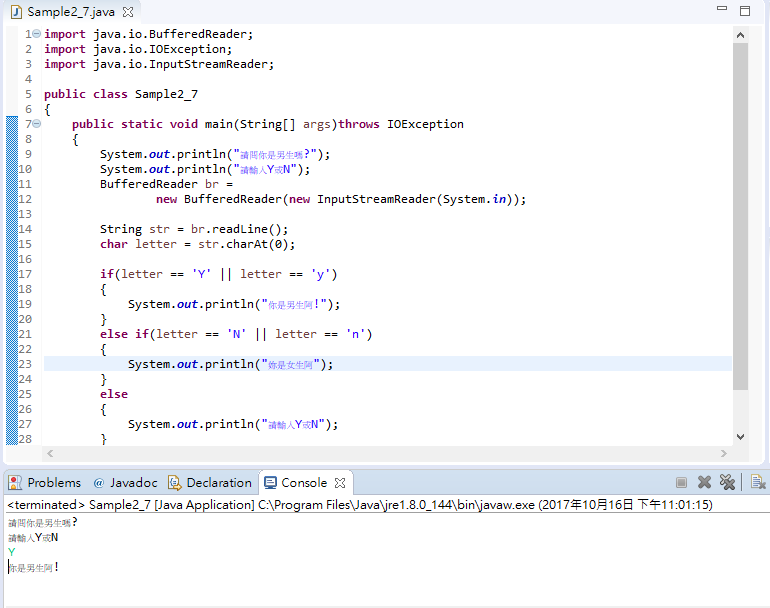 Sample2_7.java
1 import java.io.BufferedReader;
2 import java.io.IOException;
3 import java.io.InputStreamReader;
4
5 public class Sample2_7
6 {
7 public static void main(String[] args)throws IOException
8 {
9 System.out.println("請問你是男生嗎?");
10 System.out.println("請輸入Y或N");
11 BufferedReader br =
12 new BufferedReader(new InputStreamReader(System.in));
13
14 String str = br.readLine();
15 char letter = str.charAt(0);
16
17 if(letter == 'Y' || letter == 'y')
18 {
19 System.out.println("你是男生阿!");
20 }
21 else if(letter == 'N' || letter == 'n')
22 {
23 System.out.println("妳是女生阿");
24 }
25 else
26 {
27 System.out.println("請輸入Y或N");
28 }
Problems @ Javadoc Declaration Console
<terminated> Sample2_7 [Java Application] C:\Program Files\Java\jre1.8.0_144\bin\javaw.exe (2017年10月16日 下午11:01:15)
請問你是男生嗎?
請輸入Y或N
Y
你是男生阿!